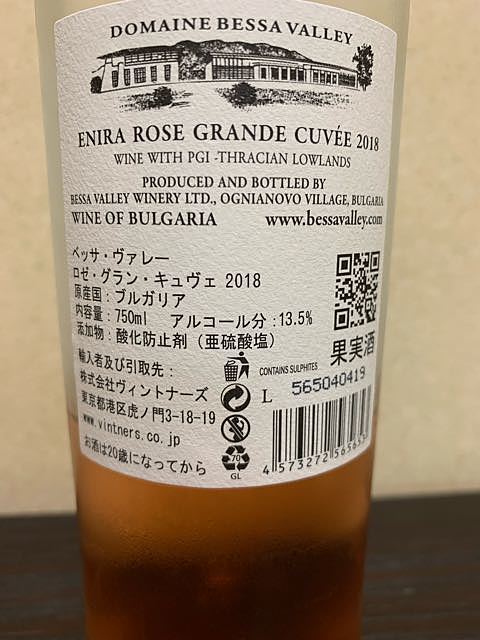 DOMAINE BESSA VALLEY
ENIRA ROSE GRANDE CUVÉE 2018
WINE WITH PGI -THRACIAN LOWLANDS
PRODUCED AND BOTTLED BY
BESSA VALLEY WINERY LTD., OGNIANOVO VILLAGE, BULGARIA
WINE OF BULGARIA www.bessavalley.com
ベッサ・ヴァレー
ロゼ・グラン・キュヴェ 2018
原産国：ブルガリア
内容量：750ml アルコール分：13.5%
添加物：酸化防止剤（亜硫酸塩）
果実酒
輸入者及び引取先：
株式会社ヴィントナーズ
東京都港区虎ノ門3-18-19
www.vintners.co.jp
お酒は20歳になってから
CONTAINS SULPHITES
L 565040419
70
GL
4 573272 565655